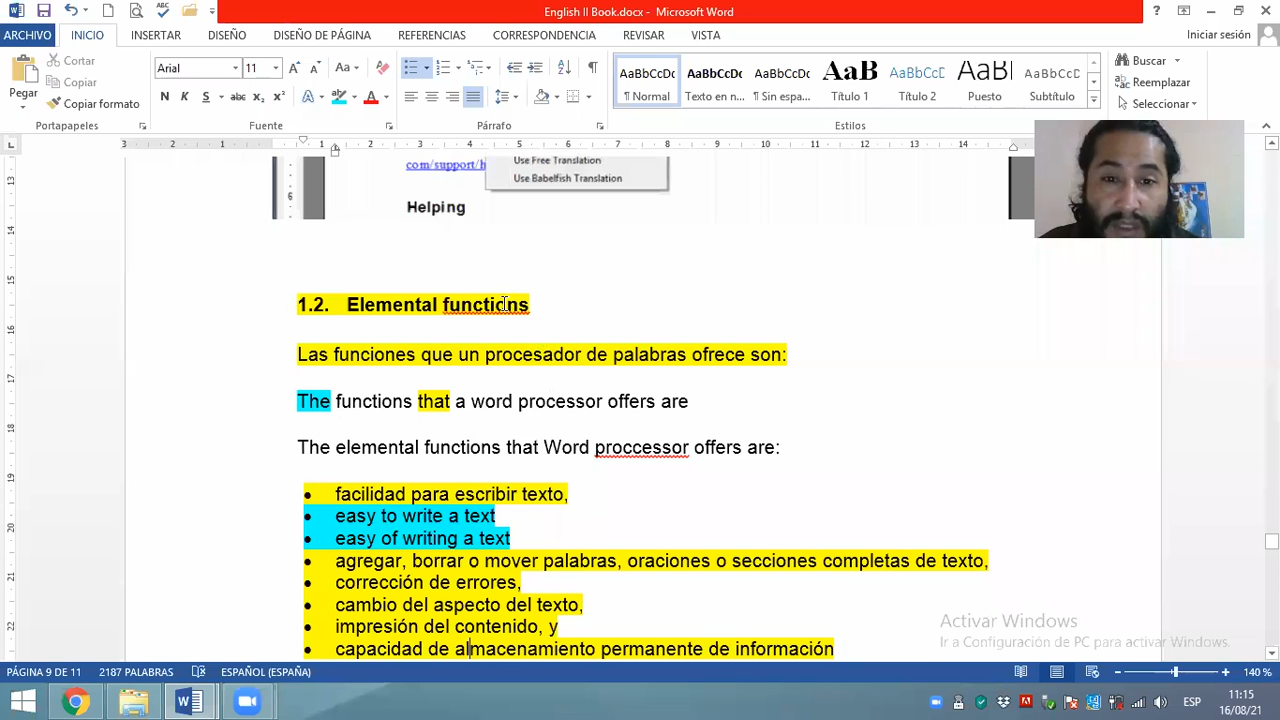 English II Book.docx - Microsoft Word
ARCHIVO INICIO INSERTAR DISEÑO DISEÑO DE PÁGINA REFERENCIAS CORRESPONDENCIA REVISAR VISTA Iniciar sesión
Pegar
Cortar
Copiar
Copiar formato
Portapapeles
Arial 11
Fuente
Párrafo
AaBbCcDc AaBbCcDc AaBbCcDc AaB AaBbCcD AaBb AaBbCcDc
¶ Normal Texto en n... ¶ Sin espa... Título 1 Título 2 Puesto Subtítulo
Estilos
Buscar
Reemplazar
Seleccionar
Edición
com/support/h
Use Free Translation
Use Babelfish Translation
Helping
1.2. Elemental functions
Las funciones que un procesador de palabras ofrece son:
The functions that a word processor offers are
The elemental functions that Word proccessor offers are:
• facilidad para escribir texto,
• easy to write a text
• easy of writing a text
• agregar, borrar o mover palabras, oraciones o secciones completas de texto,
• corrección de errores,
• cambio del aspecto del texto,
• impresión del contenido, y
• capacidad de almacenamiento permanente de información
Activar Windows
Ir a Configuración de PC para activar Windows.
PÁGINA 9 DE 11 2187 PALABRAS ESPAÑOL (ESPAÑA) 140 %
ESP 11:15
16/08/21